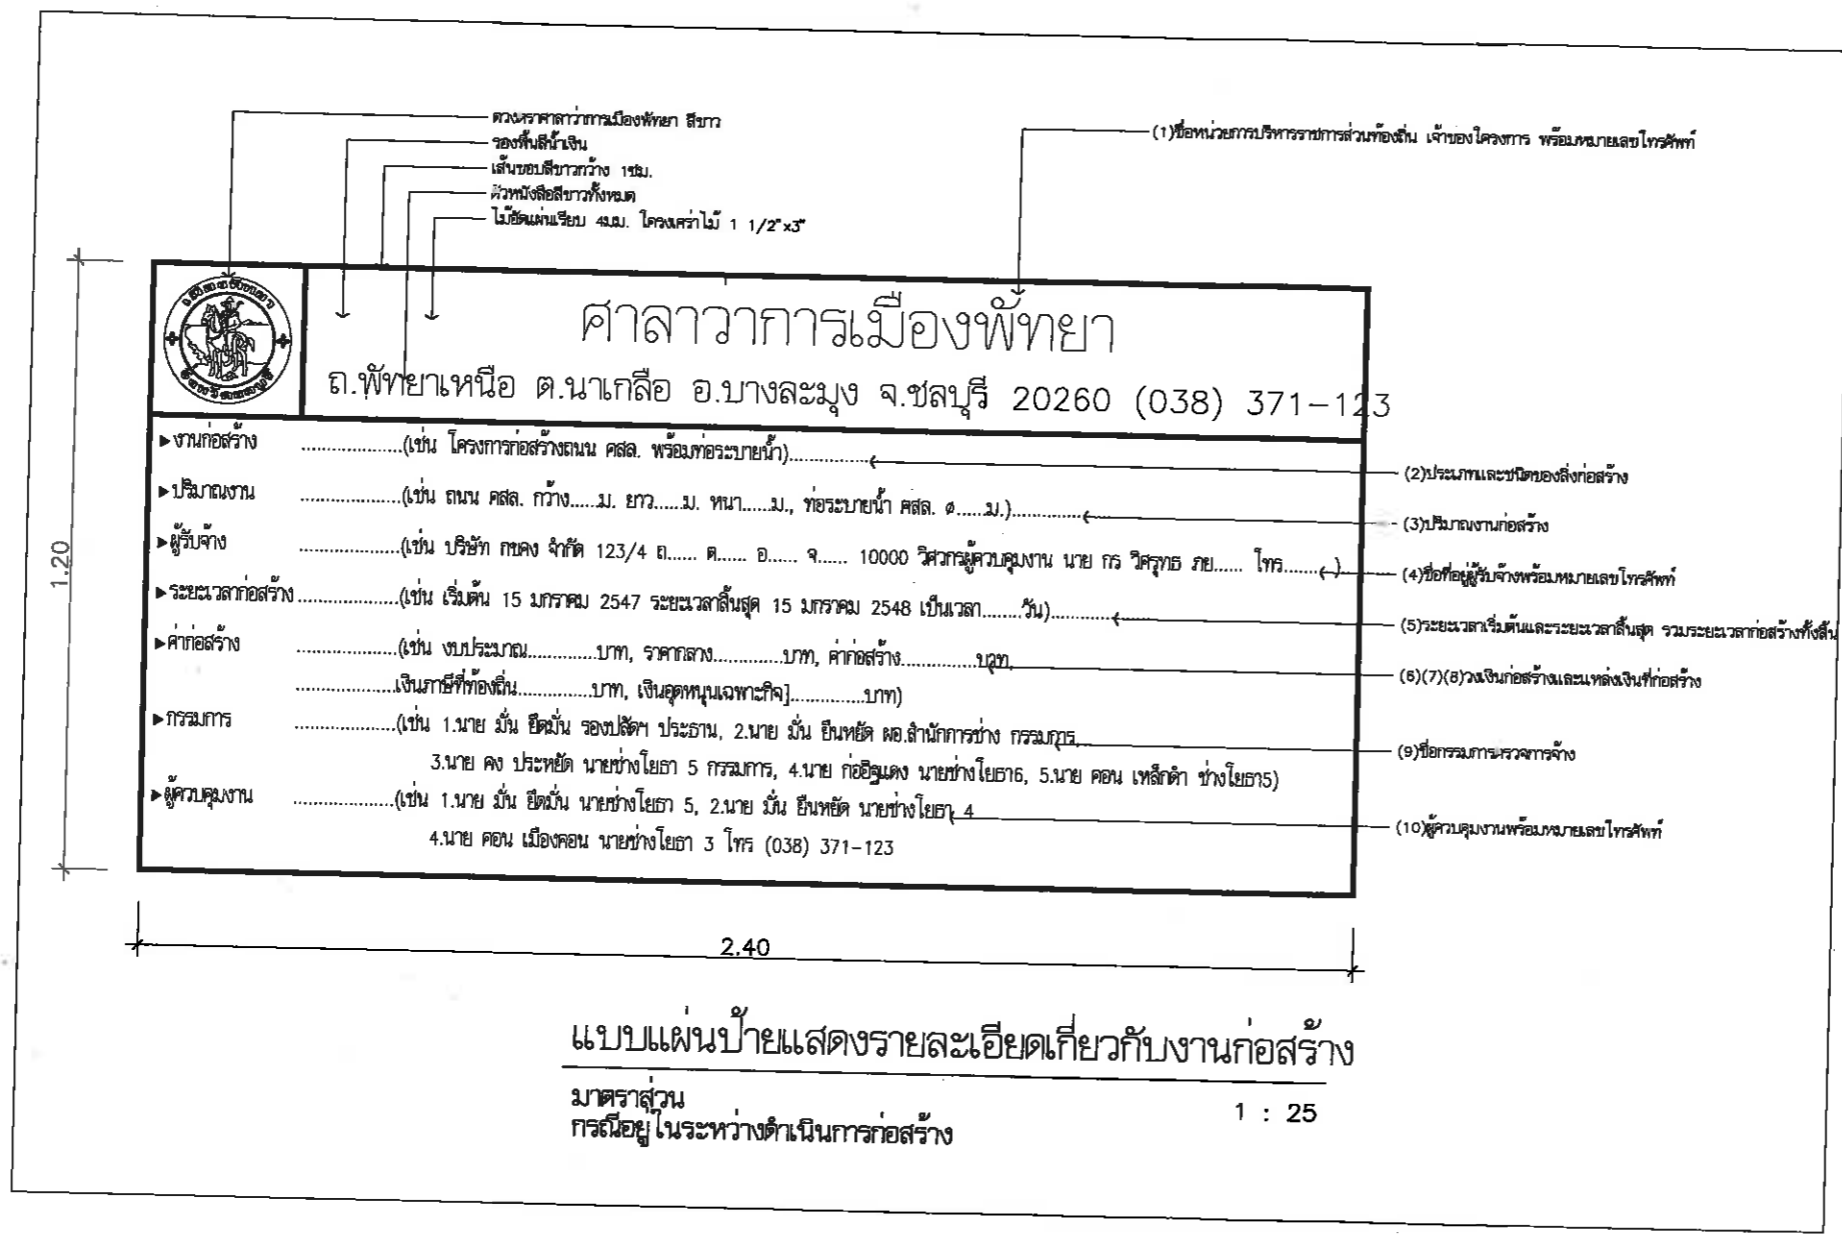 ดวงตราศาลาว่าการเมืองพัทยา สีขาว
รองพื้นสีน้ำเงิน
เส้นขอบสีขาวกว้าง 1ซม.
ตัวหนังสือสีขาวทั้งหมด
ไม้อัดแผ่นเรียบ 4มม. โครงเคร่าไม้ 1 1/2"x3"
(1)ชื่อหน่วยการบริหารราชการส่วนท้องถิ่น เจ้าของโครงการ พร้อมหมายเลขโทรศัพท์
ศาลาวาการเมืองพัทยา
ถ.พัทยาเหนือ ต.นาเกลือ อ.บางละมุง จ.ชลบุรี 20260 (038) 371-123
▸งานก่อสร้าง ...................(เช่น โครงการก่อสร้างถนน คสล. พร้อมท่อระบายน้ำ)...............
(2)ประเภทและชนิดของสิ่งก่อสร้าง
▸ปริมาณงาน ...................(เช่น ถนน คสล. กว้าง......ม. ยาว......ม. หนา......ม., ท่อระบายน้ำ คสล. ø......ม.)..................
(3)ปริมาณงานก่อสร้าง
▸ผู้รับจ้าง ...................(เช่น บริษัท กขคง จำกัด 123/4 ถ...... ต...... อ...... จ...... 10000 วิศวกรผู้ควบคุมงาน นาย กร วิศรุทธ ภย...... โทร.......)
(4)ชื่อที่อยู่ผู้รับจ้างพร้อมหมายเลขโทรศัพท์
▸ระยะเวลาก่อสร้าง...................(เช่น เริ่มต้น 15 มกราคม 2547 ระยะเวลาสิ้นสุด 15 มกราคม 2548 เป็นเวลา........วัน)............
(5)ระยะเวลาเริ่มต้นและระยะเวลาสิ้นสุด รวมระยะเวลาก่อสร้างทั้งสิ้น
▸ค่าก่อสร้าง ...................(เช่น งบประมาณ.............บาท, ราคากลาง.............บาท, ค่าก่อสร้าง..............บาท,
(6)(7)(8)วงเงินก่อสร้างและแหล่งเงินที่ก่อสร้าง
...................เงินภาษีที่ท้องถิ่น..............บาท, เงินอุดหนุนเฉพาะกิจ]..............บาท)
▸กรรมการ ...................(เช่น 1.นาย มั่น ยึดมั่น รองปลัดฯ ประธาน, 2.นาย มั่น ยืนหยัด ผอ.สำนักการช่าง กรรมการ,
(9)ชื่อกรรมการตรวจการจ้าง
3.นาย คง ประหยัด นายช่างโยธา 5 กรรมการ, 4.นาย ก่ออิฐแดง นายช่างโยธา6, 5.นาย คอน เหล็กดำ ช่างโยธา5)
▸ผู้ควบคุมงาน ...................(เช่น 1.นาย มั่น ยึดมั่น นายช่างโยธา 5, 2.นาย มั่น ยืนหยัด นายช่างโยธา 4
(10)ผู้ควบคุมงานพร้อมหมายเลขโทรศัพท์
4.นาย คอน เมืองคอน นายช่างโยธา 3 โทร (038) 371-123
1.20
2.40
แบบแผ่นป้ายแสดงรายละเอียดเกี่ยวกับงานก่อสร้าง
มาตราส่วน 1 : 25
กรณีอยู่ในระหว่างดำเนินการก่อสร้าง